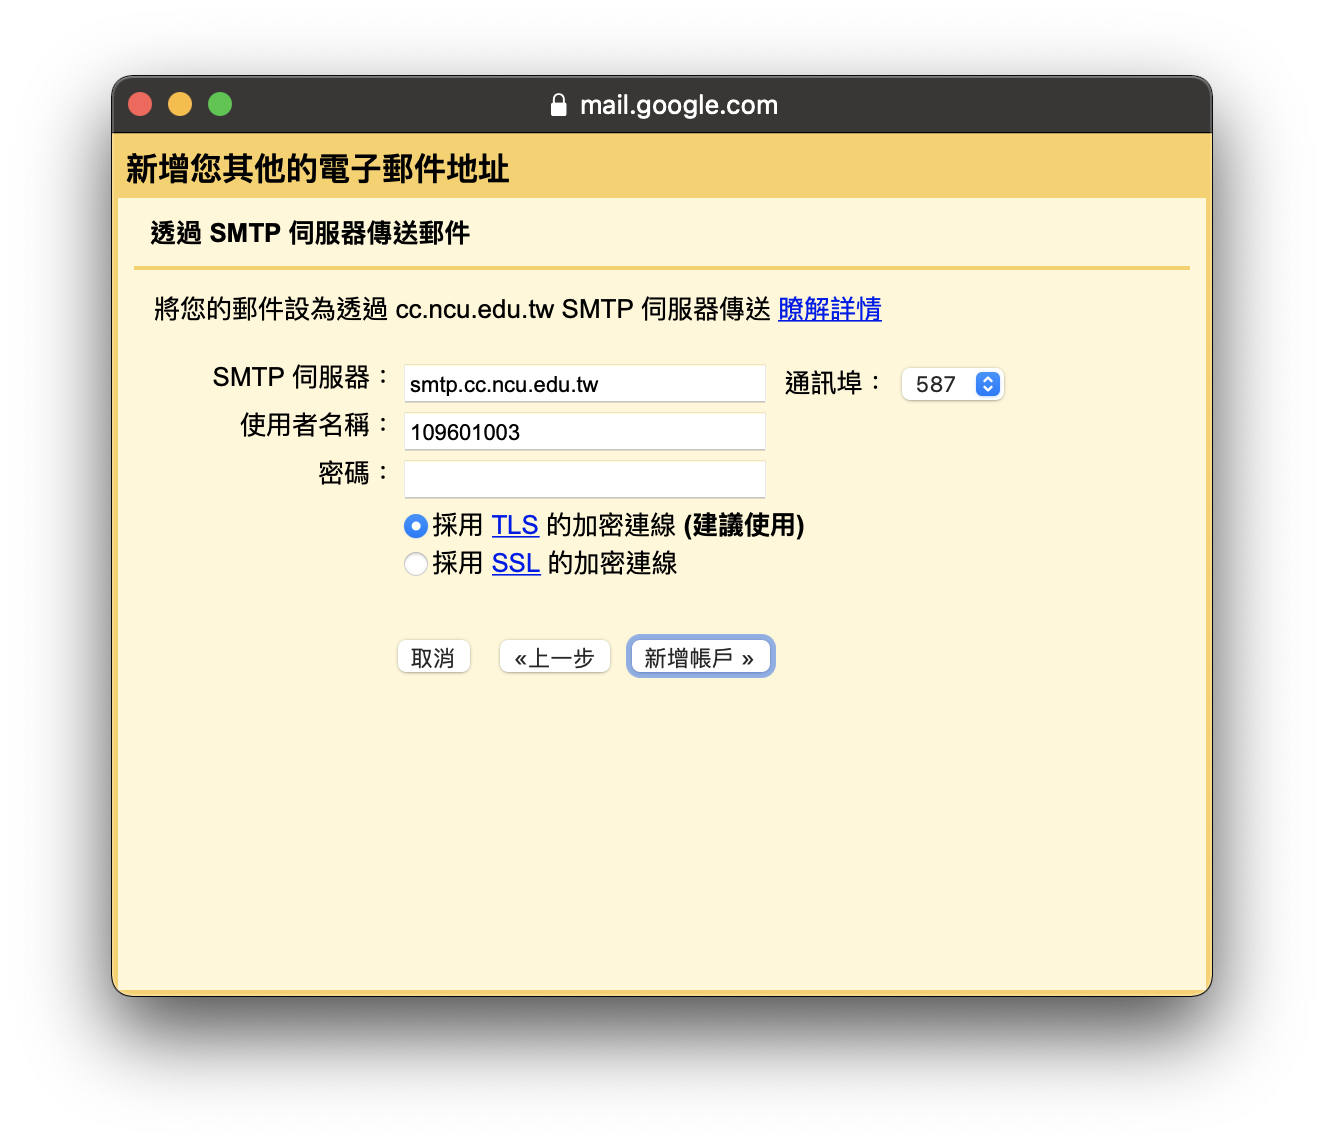 mail.google.com
新增您其他的電子郵件地址
透過 SMTP 伺服器傳送郵件
將您的郵件設為透過 cc.ncu.edu.tw SMTP 伺服器傳送 瞭解詳情
SMTP 伺服器： smtp.cc.ncu.edu.tw 通訊埠： 587
使用者名稱： 109601003
密碼：
採用 TLS 的加密連線 (建議使用)
採用 SSL 的加密連線
取消 «上一步 新增帳戶 »